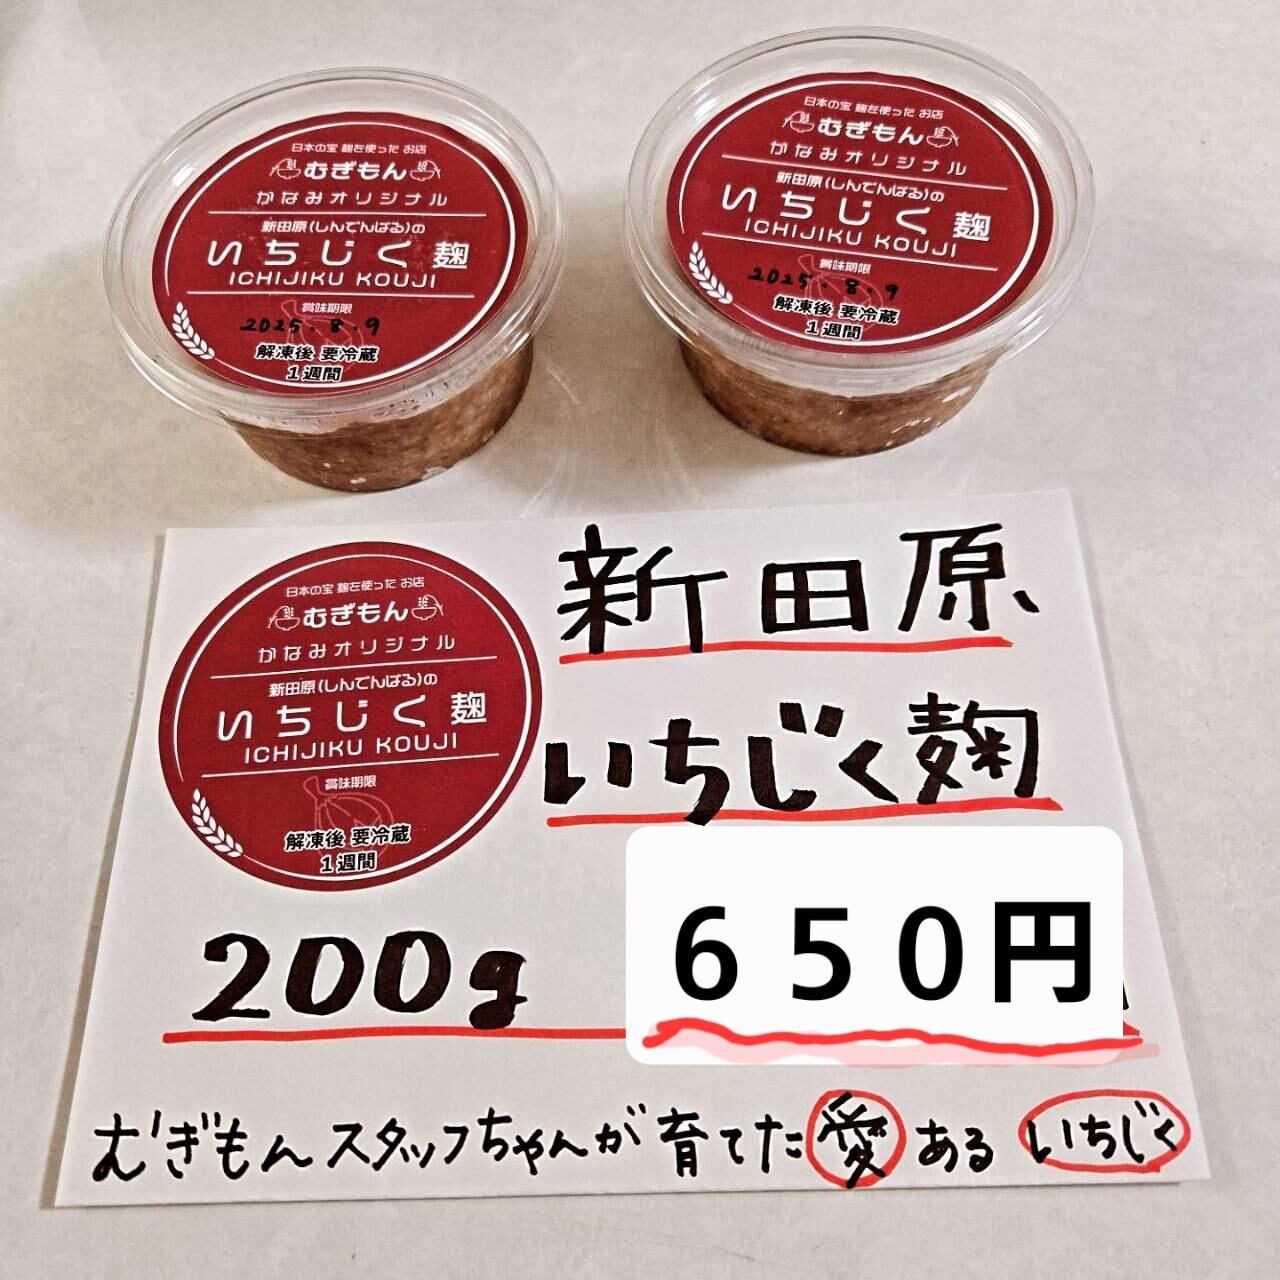 日本の宝 麹を使った お店
むぎもん
かなみオリジナル
新田原(しんでんばる)の
いちじく麹
ICHIJIKU KOUJI
賞味期限
2025.8.9
解凍後 要冷蔵
1週間
日本の宝 麹を使った お店
むぎもん
かなみオリジナル
新田原(しんでんばる)の
いちじく麹
ICHIJIKU KOUJI
賞味期限
2025.8.9
解凍後 要冷蔵
1週間
日本の宝 麹を使った お店
むぎもん
かなみオリジナル
新田原(しんでんばる)の
いちじく麹
ICHIJIKU KOUJI
賞味期限
解凍後 要冷蔵
1週間
新田原
いちじく麹
200g
650円
むぎもんスタッフちゃんが育てた愛あるいちじく